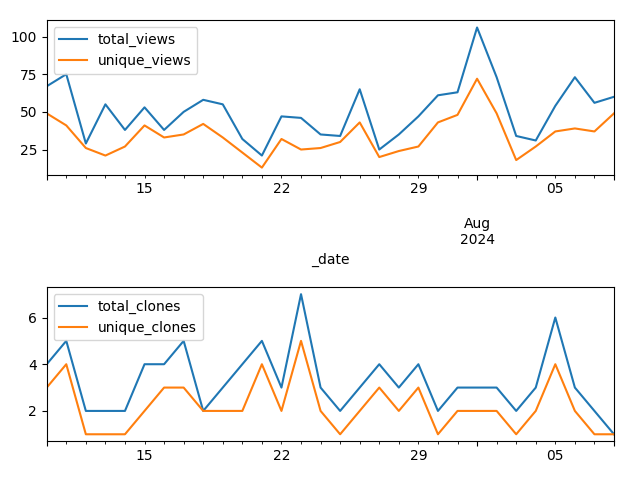 100
75
50
25
total_views
unique_views
15 22 29 05
Aug
2024
_date
6
4
2
total_clones
unique_clones
15 22 29 05